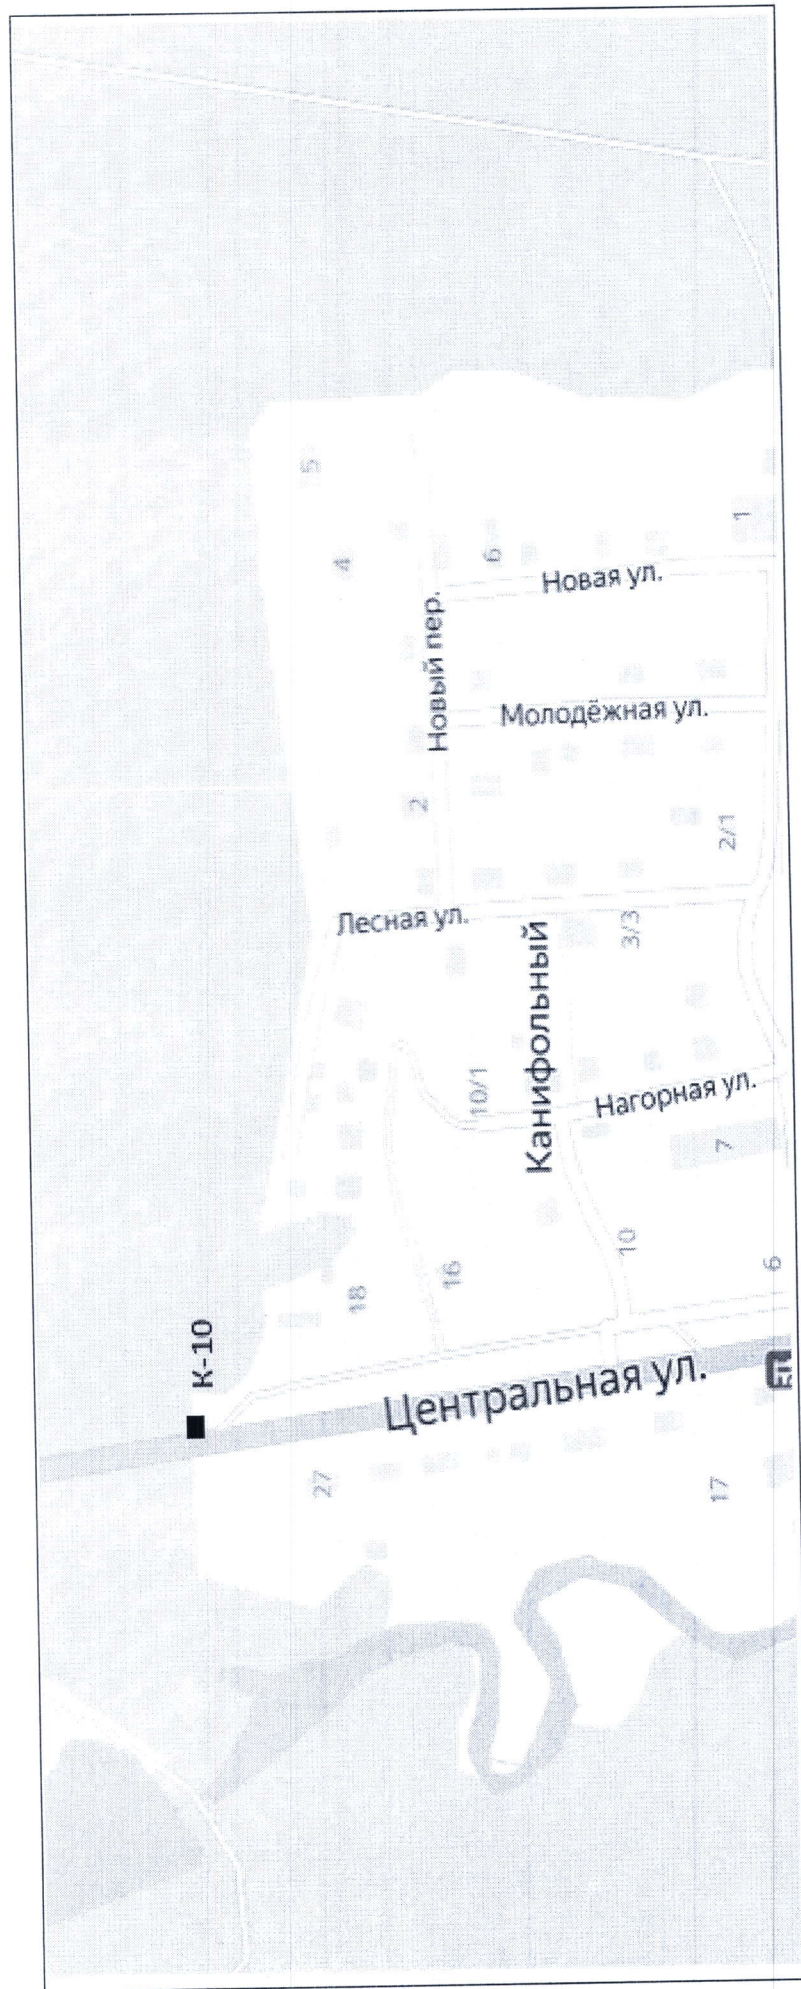 5
4
6
1
Новая ул.
Новый пер.
Молодёжная ул.
2
2/1
Лесная ул.
3/3
Канифольный
10/1
Нагорная ул.
7
10
16
18
6
К-10
Центральная ул.
27
17